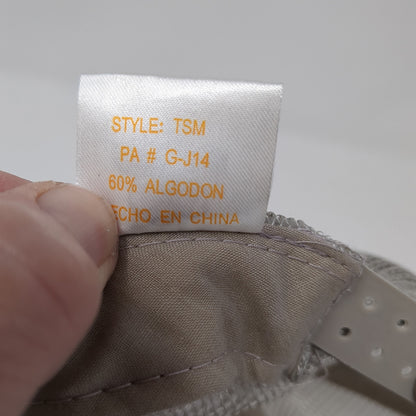 STYLE: TSM
PA # G-J14
60% ALGODON
ECHO EN CHINA